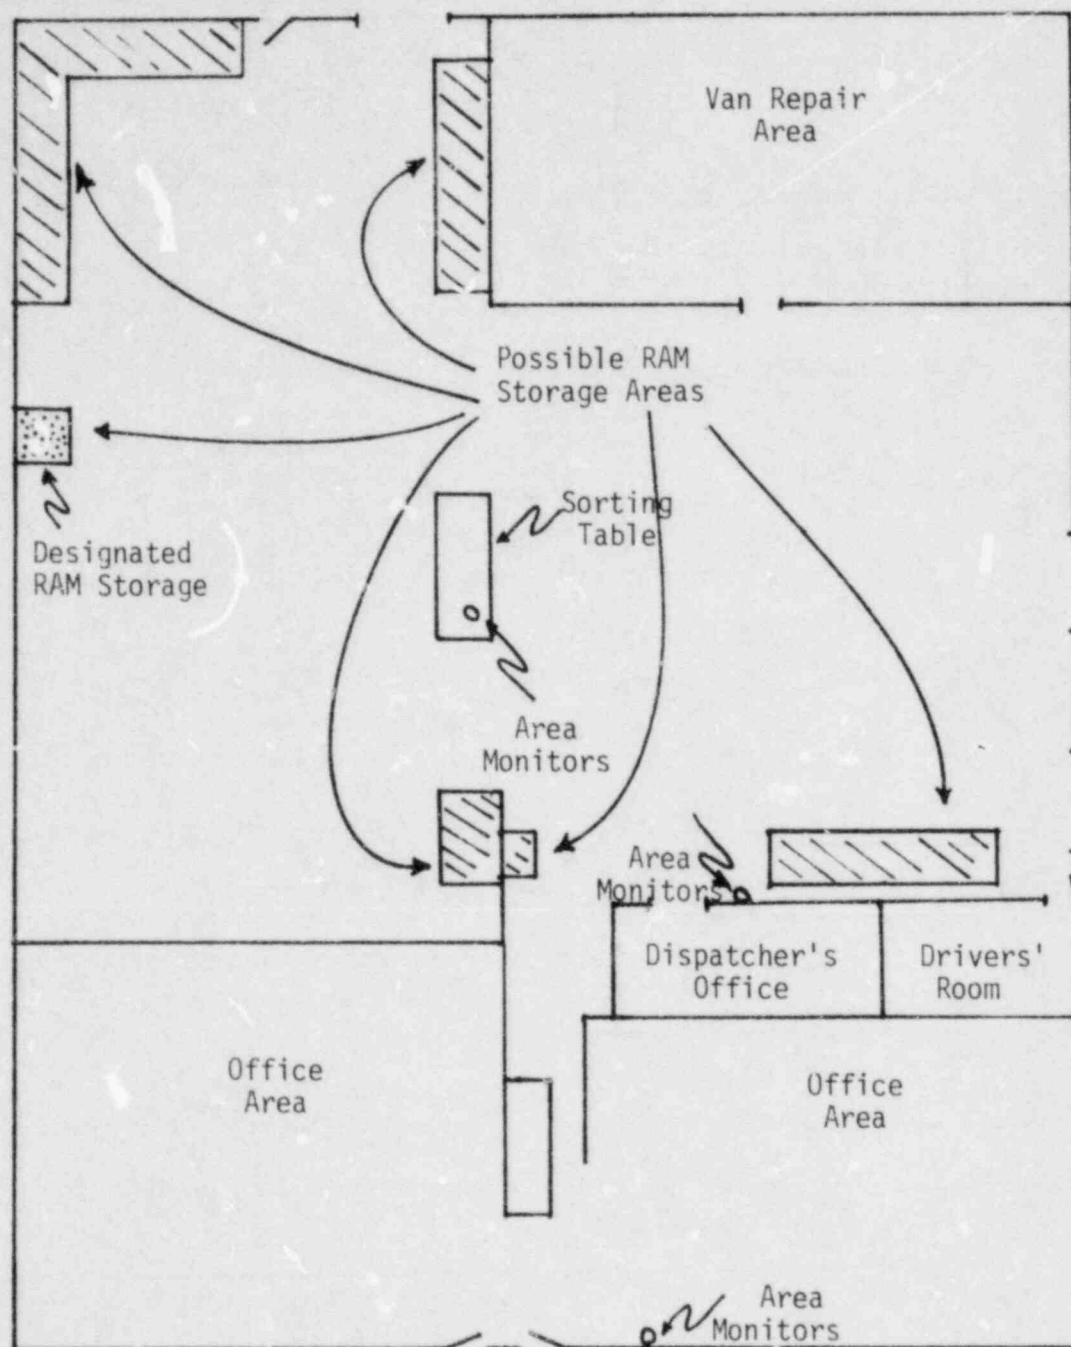 Van Repair
Area
Possible RAM
Storage Areas
Sorting
Table
Designated
RAM Storage
Area
Monitors
Area
Monitors
Dispatcher's
Office
Drivers'
Room
Office
Area
Office
Area
Area
Monitors